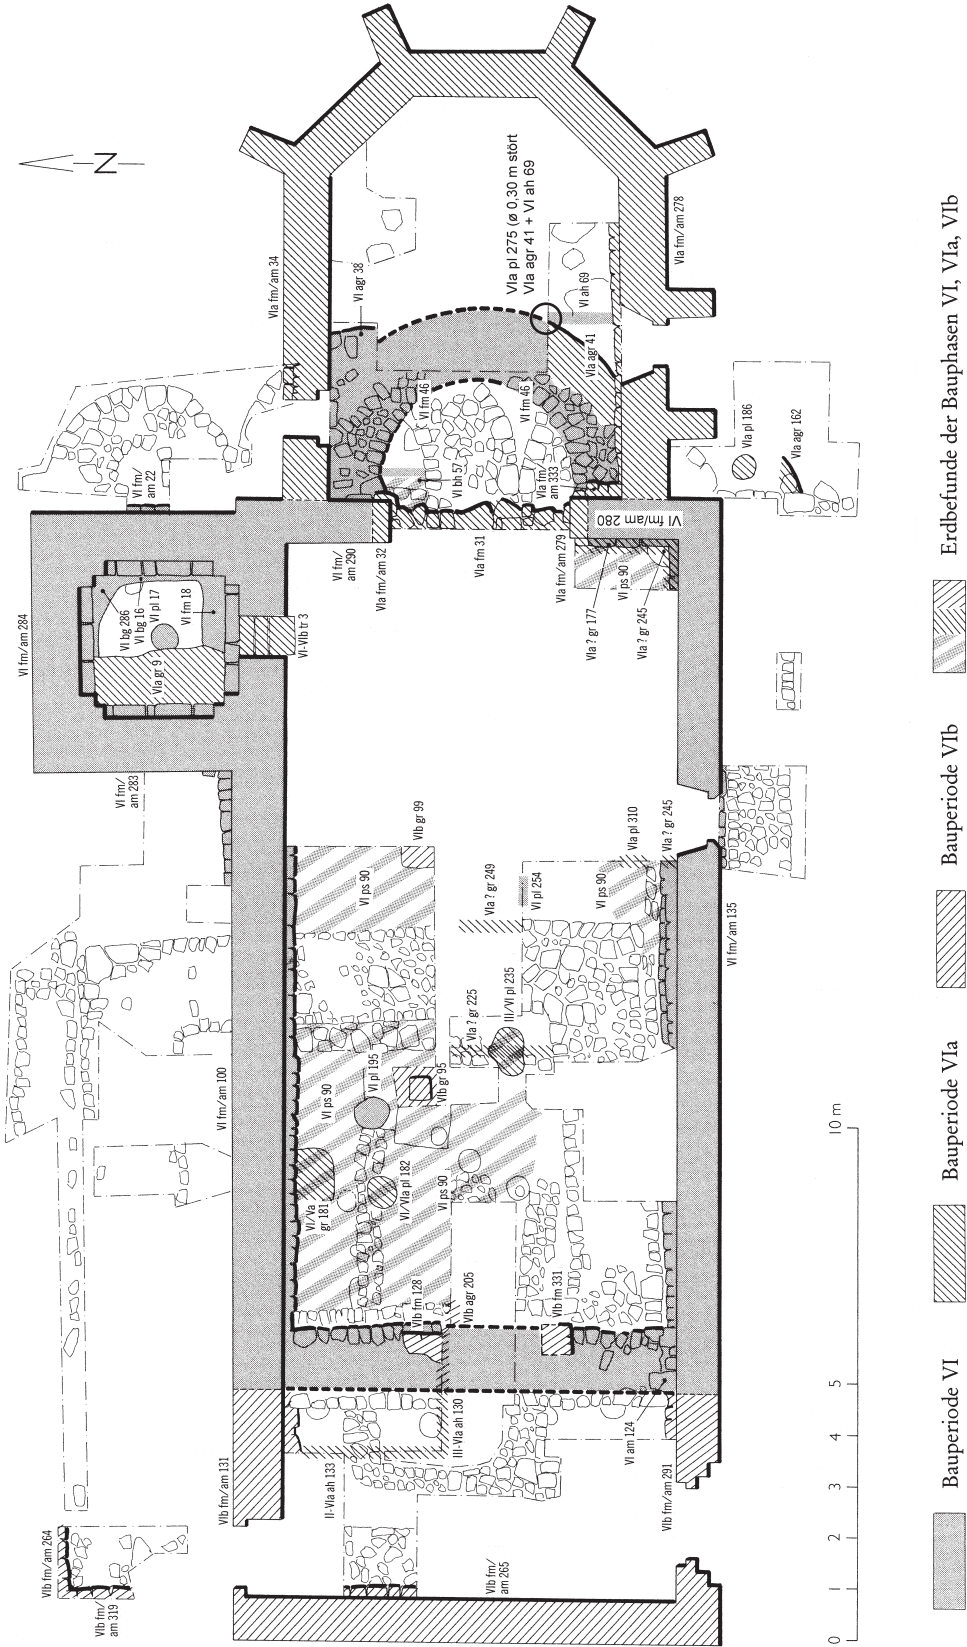 N
VIa pl 275 (ø 0,30 m stört
VIa agr 41 + VI ah 69
VIa fm/am 34
VI agr 38
VI ah 69
VIa fm/am 278
VIa agr 41
VI fm 46
VI fm 46
VI fm/
am 22
VI bh 57
VIa fm
am 333
VIa pl 186
VIa agr 162
VI fm/am 284
VI bg 286
VI bg 16
VI pl 17
VI fm 18
VIa gr 9
VI-VIb tr 3
VI fm/
am 290
VIa fm/am 32
VIa fm 31
VIa fm/am 279
VI fm/am 280
VI ps 90
VIa ? gr 177
VIa ? gr 245
VI fm/
am 283
VI ps 90
VIb gr 99
VIa ? gr 249
VI pl 254
VI ps 90
VIa pl 310
VIa ? gr 245
VI fm/am 135
VI fm/am 100
VI ps 90
VI pl 195
VIb gr 95
VIa ? gr 225
III/VI pl 235
VI/Va
gr 181
VI/VIa pl 182
VI ps 90
VIb fm 128
VIb agr 205
VIb fm 331
VIb fm/am 131
II-VIa ah 133
III-VIa ah 130
VI am 124
VIb fm/am 291
VIb fm/am 264
VIb fm/
am 319
VIb fm/
am 265
0 1 2 3 4 5 10 m
Bauperiode VI
Bauperiode VIa
Bauperiode VIb
Erdbefunde der Bauphasen VI, VIa, VIb